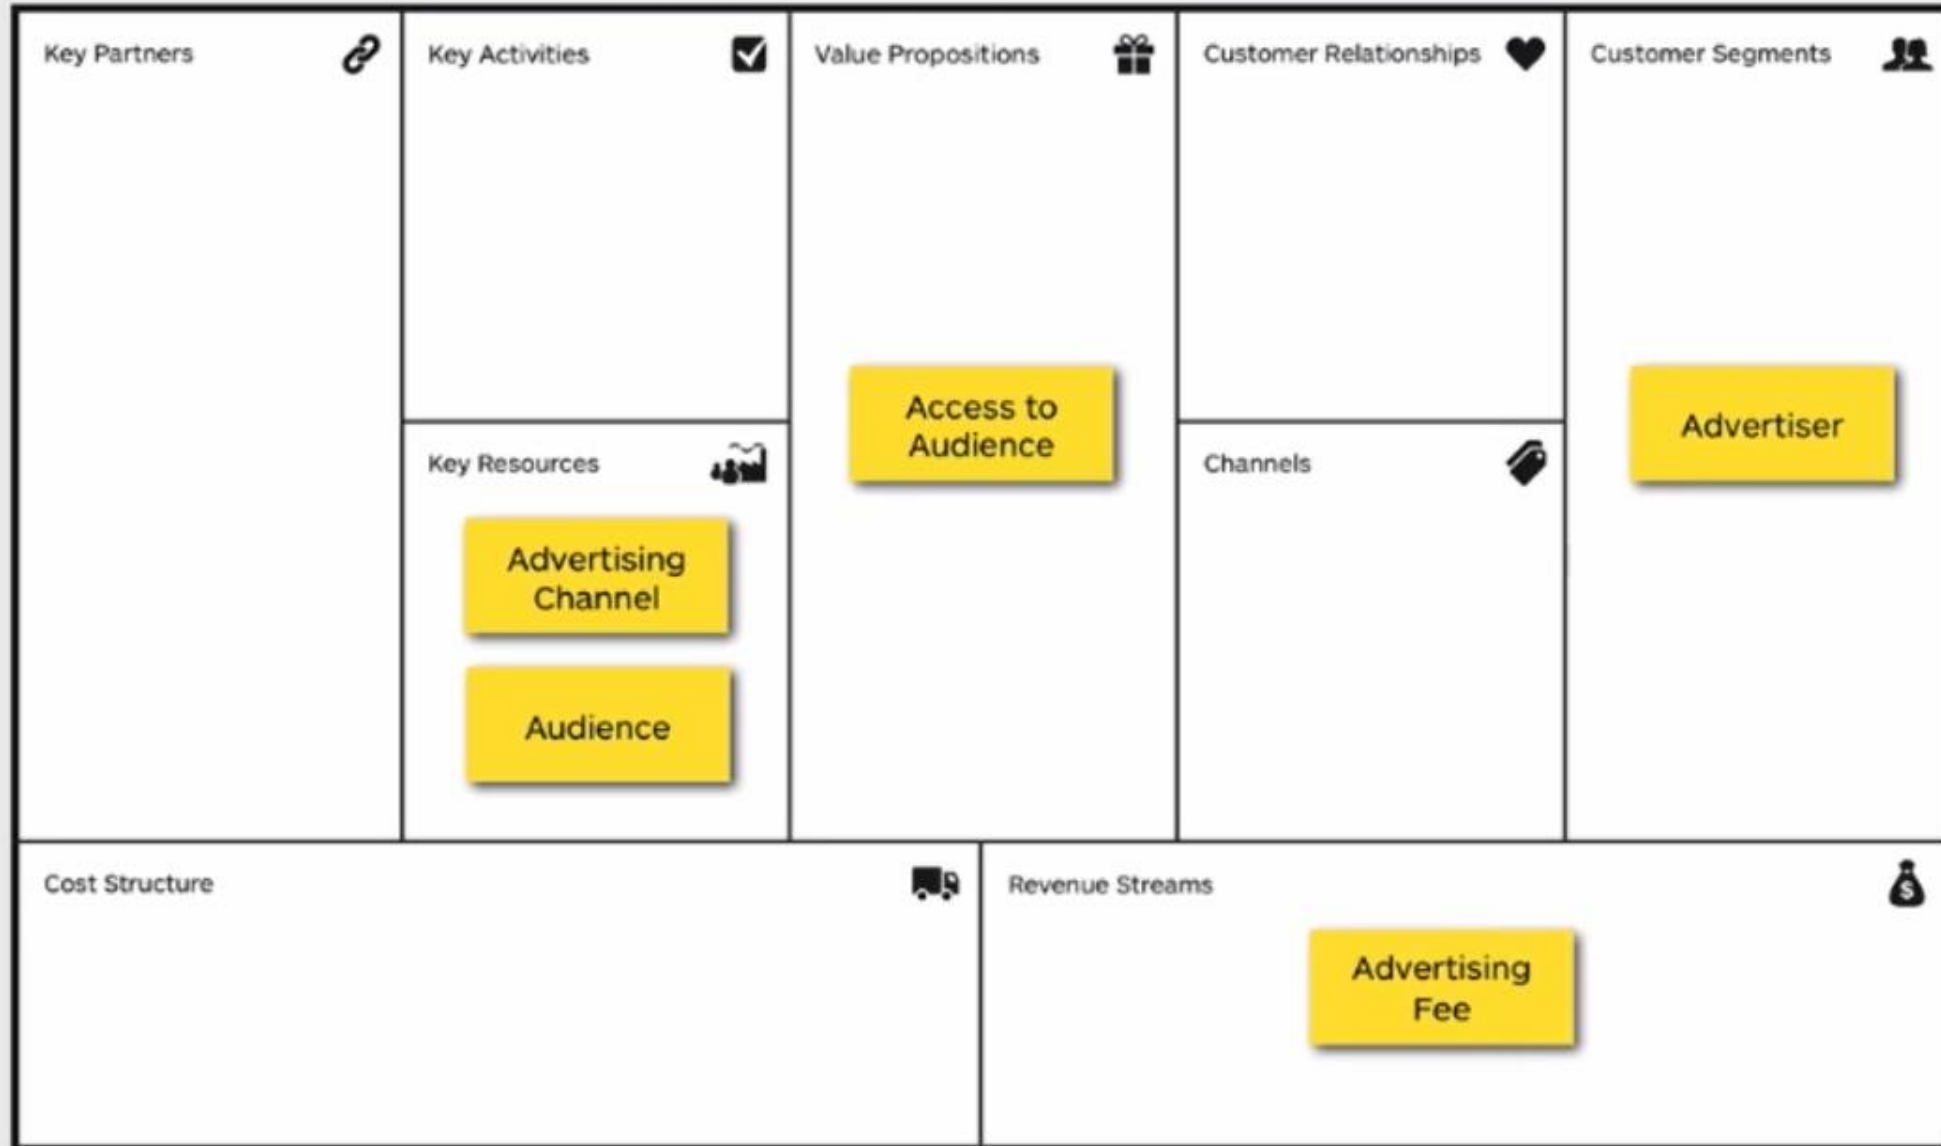 Key Partners
Key Activities
Value Propositions
Access to
Audience
Customer Relationships
Customer Segments
Advertiser
Key Resources
Advertising
Channel
Audience
Channels
Cost Structure
Revenue Streams
$
Advertising
Fee